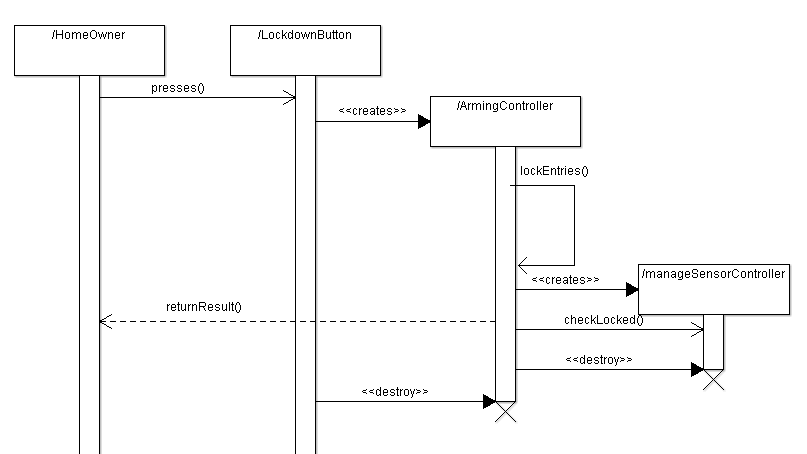 /HomeOwner
/LockdownButton
presses()
<<creates>>
/ArmingController
lockEntries()
/manageSensorController
<<creates>>
returnResult()
checkLocked()
<<destroy>>
<<destroy>>